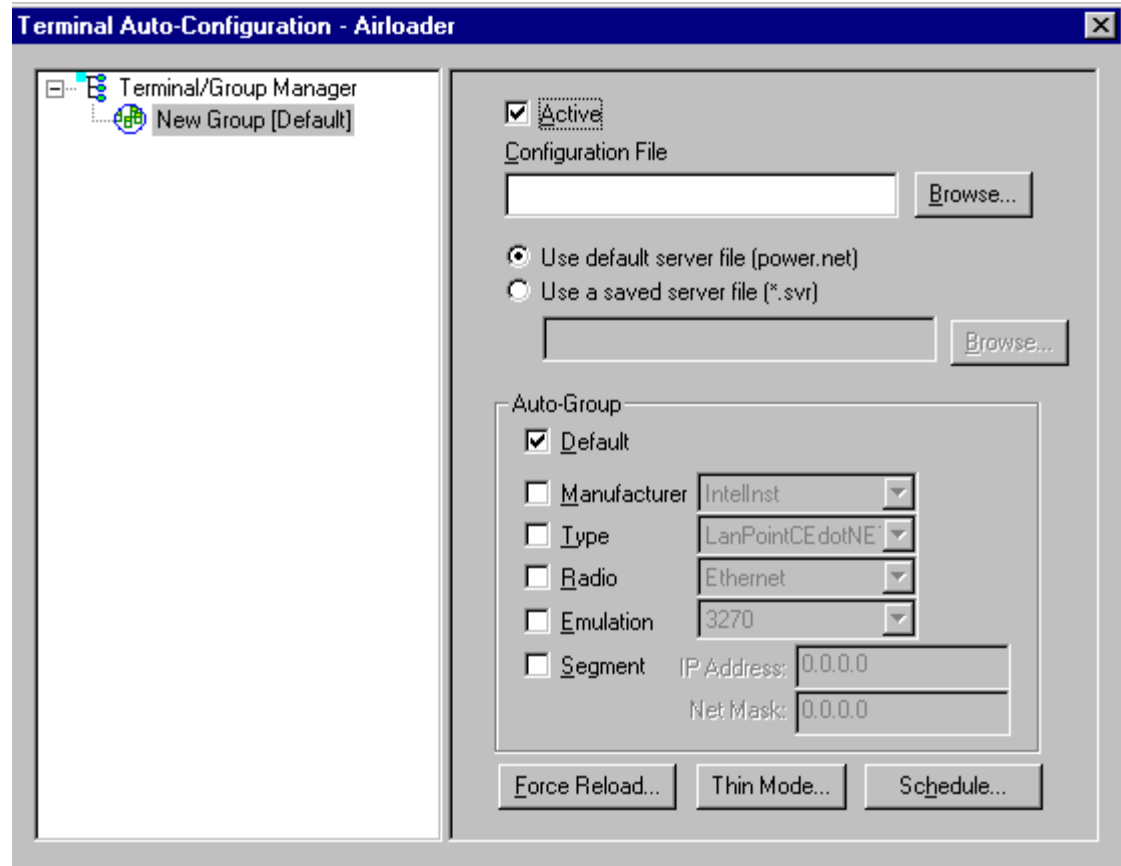 Terminal Auto-Configuration - Airloader
Terminal/Group Manager
New Group [Default]
Active
Configuration File
Browse...
Use default server file (power.net)
Use a saved server file (*.svr)
Browse...
Auto-Group
Default
Manufacturer IntelInst
Type LanPointCEdotNE
Radio Ethernet
Emulation 3270
Segment IP Address: 0.0.0.0
Net Mask: 0.0.0.0
Force Reload... Thin Mode... Schedule...